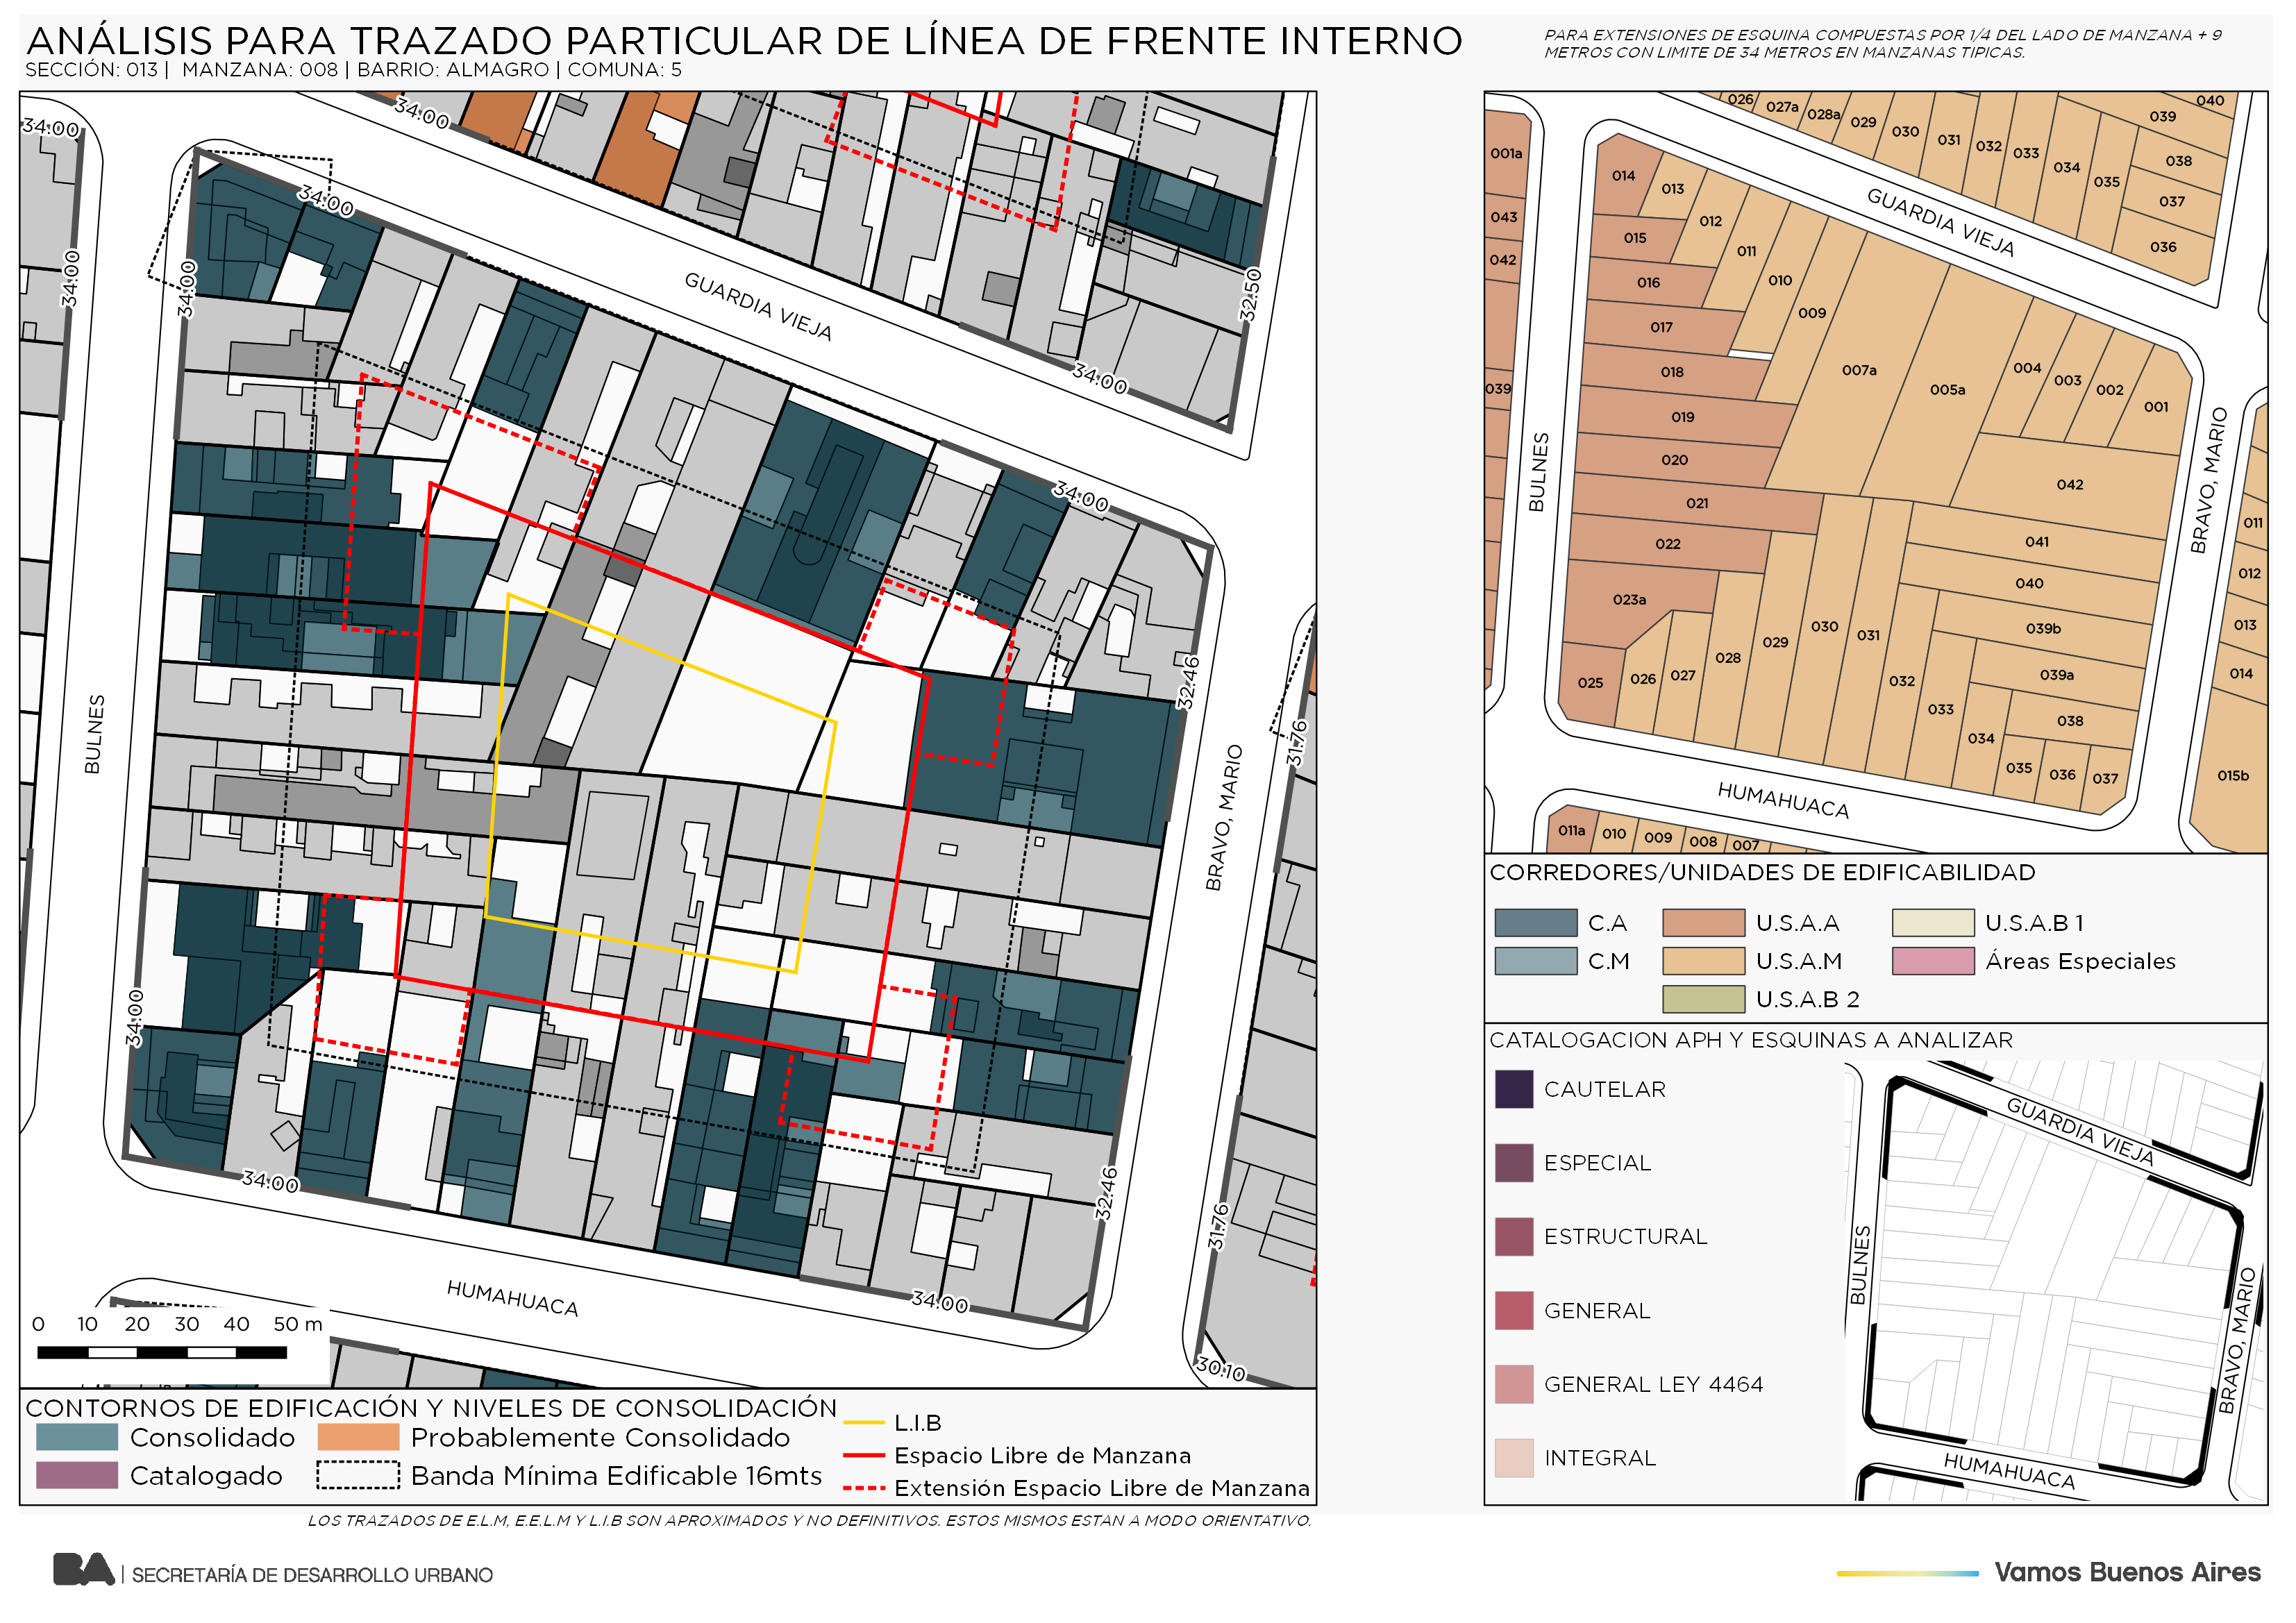 ANÁLISIS PARA TRAZADO PARTICULAR DE LÍNEA DE FRENTE INTERNO
SECCIÓN: 013 | MANZANA: 008 | BARRIO: ALMAGRO | COMUNA: 5
PARA EXTENSIONES DE ESQUINA COMPUESTAS POR 1/4 DEL LADO DE MANZANA + 9
METROS CON LIMITE DE 34 METROS EN MANZANAS TIPICAS.
34.00
34.00
34.00
34.00
34.00
GUARDIA VIEJA
32.50
34.00
34.00
32.46
31.76
BULNES
BRAVO, MARIO
34.00
34.00
32.46
31.76
34.00
30.10
HUMAHUACA
0 10 20 30 40 50 m
CONTORNOS DE EDIFICACIÓN Y NIVELES DE CONSOLIDACIÓN
Consolidado
Probablemente Consolidado
Catalogado
Banda Mínima Edificable 16mts
L.I.B
Espacio Libre de Manzana
Extensión Espacio Libre de Manzana
LOS TRAZADOS DE E.L.M, E.E.L.M Y L.I.B SON APROXIMADOS Y NO DEFINITIVOS. ESTOS MISMOS ESTAN A MODO ORIENTATIVO.
026
027a
028a
029
030
031
032
033
034
035
040
039
038
037
036
001a
043
042
039
GUARDIA VIEJA
014
013
012
011
010
009
007a
005a
004
003
002
001
015
016
017
018
019
020
021
022
023a
025
026
027
028
029
030
031
032
033
034
035
036
037
038
039a
039b
040
041
042
BULNES
BRAVO, MARIO
011
012
013
014
015b
HUMAHUACA
011a
010
009
008
007
CORREDORES/UNIDADES DE EDIFICABILIDAD
C.A
U.S.A.A
U.S.A.B 1
C.M
U.S.A.M
Áreas Especiales
U.S.A.B 2
CATALOGACION APH Y ESQUINAS A ANALIZAR
CAUTELAR
ESPECIAL
ESTRUCTURAL
GENERAL
GENERAL LEY 4464
INTEGRAL
GUARDIA VIEJA
BULNES
BRAVO, MARIO
HUMAHUACA
BA | SECRETARÍA DE DESARROLLO URBANO
Vamos Buenos Aires